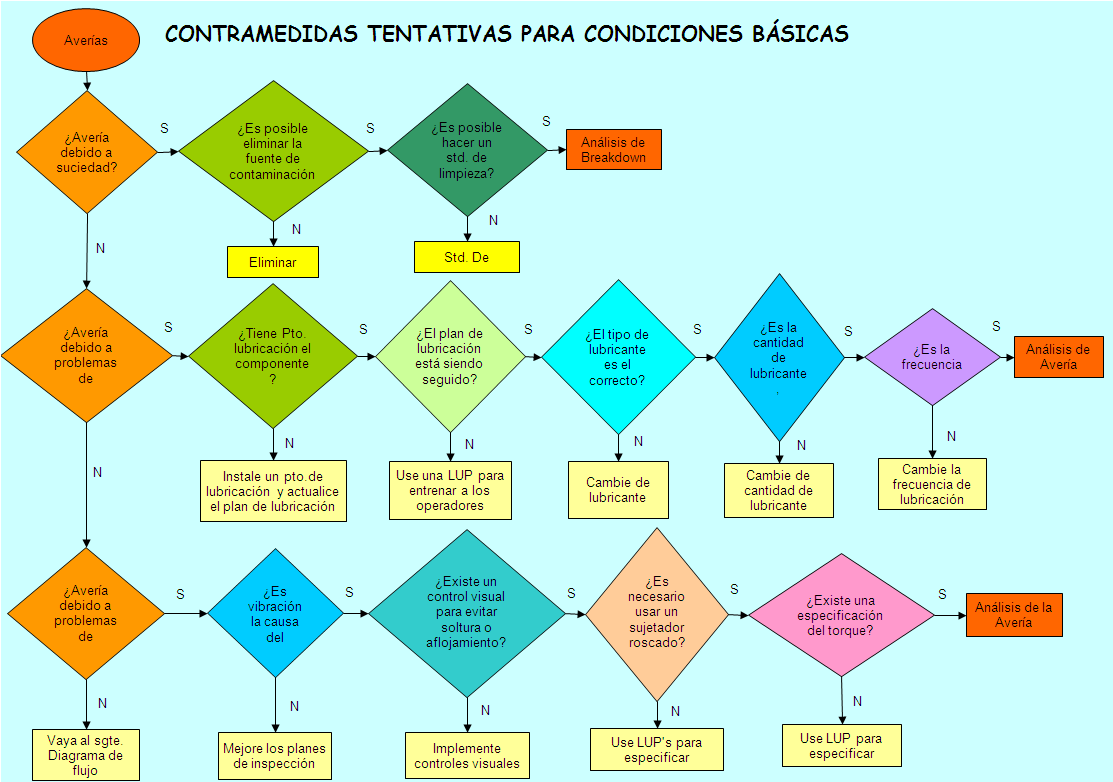 CONTRAMEDIDAS TENTATIVAS PARA CONDICIONES BÁSICAS
Averías
¿Avería
debido a
suciedad?
S
¿Es posible
eliminar la
fuente de
contaminación
S
¿Es posible
hacer un
std. de
limpieza?
S
Análisis de
Breakdown
N
Eliminar
N
Std. De
N
¿Avería
debido a
problemas
de
S
¿Tiene Pto.
lubricación el
componente
?
S
¿El plan de
lubricación
está siendo
seguido?
S
¿El tipo de
lubricante
es el
correcto?
S
¿Es la
cantidad
de
lubricante
.
S
¿Es la
frecuencia
S
Análisis de
Avería
N
Instale un pto.de
lubricación y actualice
el plan de lubricación
N
Use una LUP para
entrenar a los
operadores
N
Cambie de
lubricante
N
Cambie de
cantidad de
lubricante
N
Cambie la
frecuencia de
lubricación
N
¿Avería
debido a
problemas
de
S
¿Es
vibración
la causa
del
S
¿Existe un
control visual
para evitar
soltura o
aflojamiento?
S
¿Es
necesario
usar un
sujetador
roscado?
S
¿Existe una
especificación
del torque?
S
Análisis de la
Avería
N
Vaya al sgte.
Diagrama de
flujo
N
Mejore los planes
de inspección
N
Implemente
controles visuales
N
Use LUP's para
especificar
N
Use LUP para
especificar